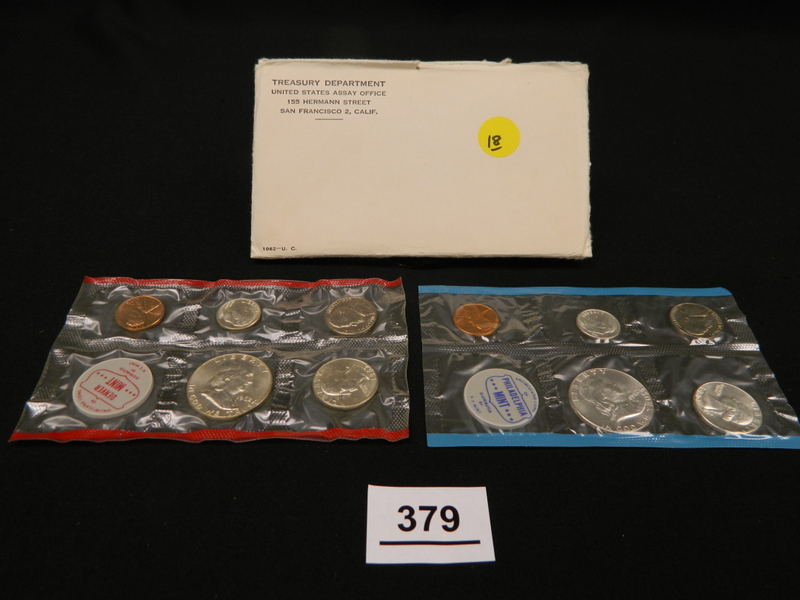 TREASURY DEPARTMENT
UNITED STATES ASSAY OFFICE
155 HERMANN STREET
SAN FRANCISCO 2, CALIF.
18
1962—U. C.
DENVER
MINT
PHILADELPHIA
MINT
379